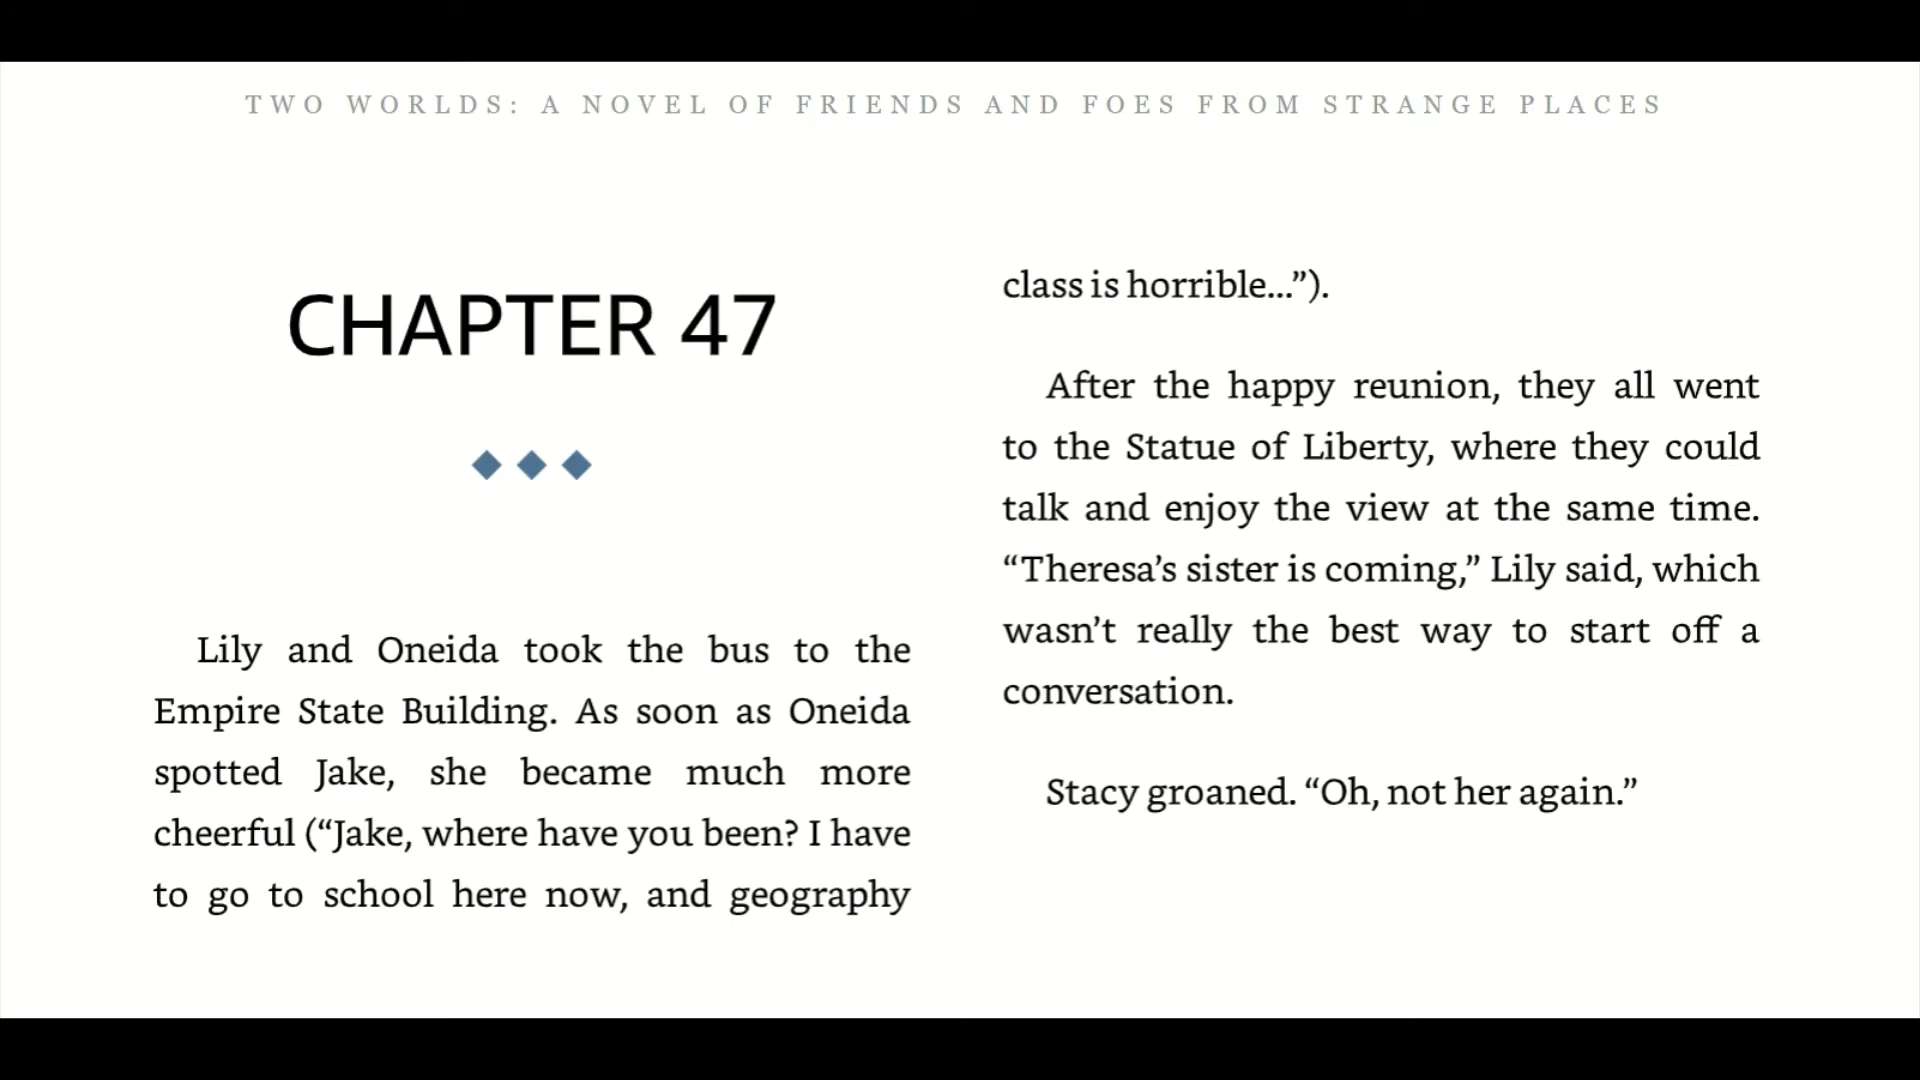 TWO WORLDS: A NOVEL OF FRIENDS AND FOES FROM STRANGE PLACES
CHAPTER 47
Lily and Oneida took the bus to the
Empire State Building. As soon as Oneida
spotted Jake, she became much more
cheerful (“Jake, where have you been? I have
to go to school here now, and geography
class is horrible...”).
After the happy reunion, they all went
to the Statue of Liberty, where they could
talk and enjoy the view at the same time.
“Theresa’s sister is coming,” Lily said, which
wasn’t really the best way to start off a
conversation.
Stacy groaned. “Oh, not her again.”